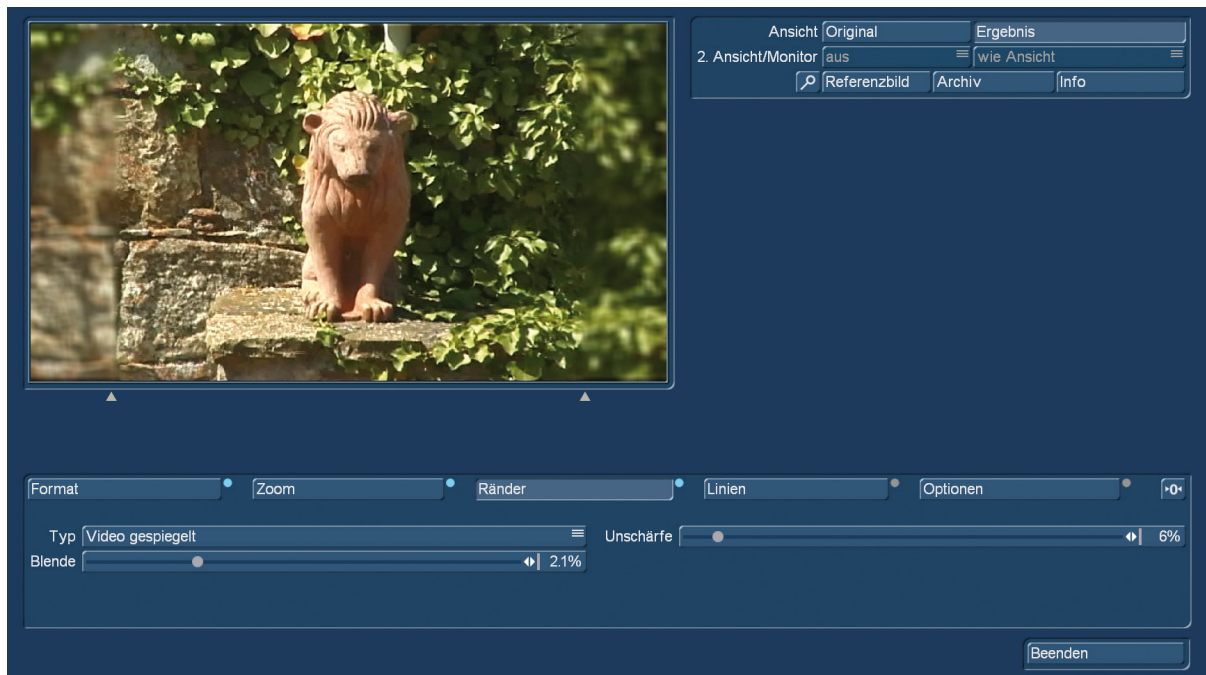 Ansicht Original Ergebnis
2. Ansicht/Monitor aus wie Ansicht
Referenzbild Archiv Info
Format Zoom Ränder Linien Optionen 0
Typ Video gespiegelt Unschärfe 6%
Blende 2.1%
Beenden